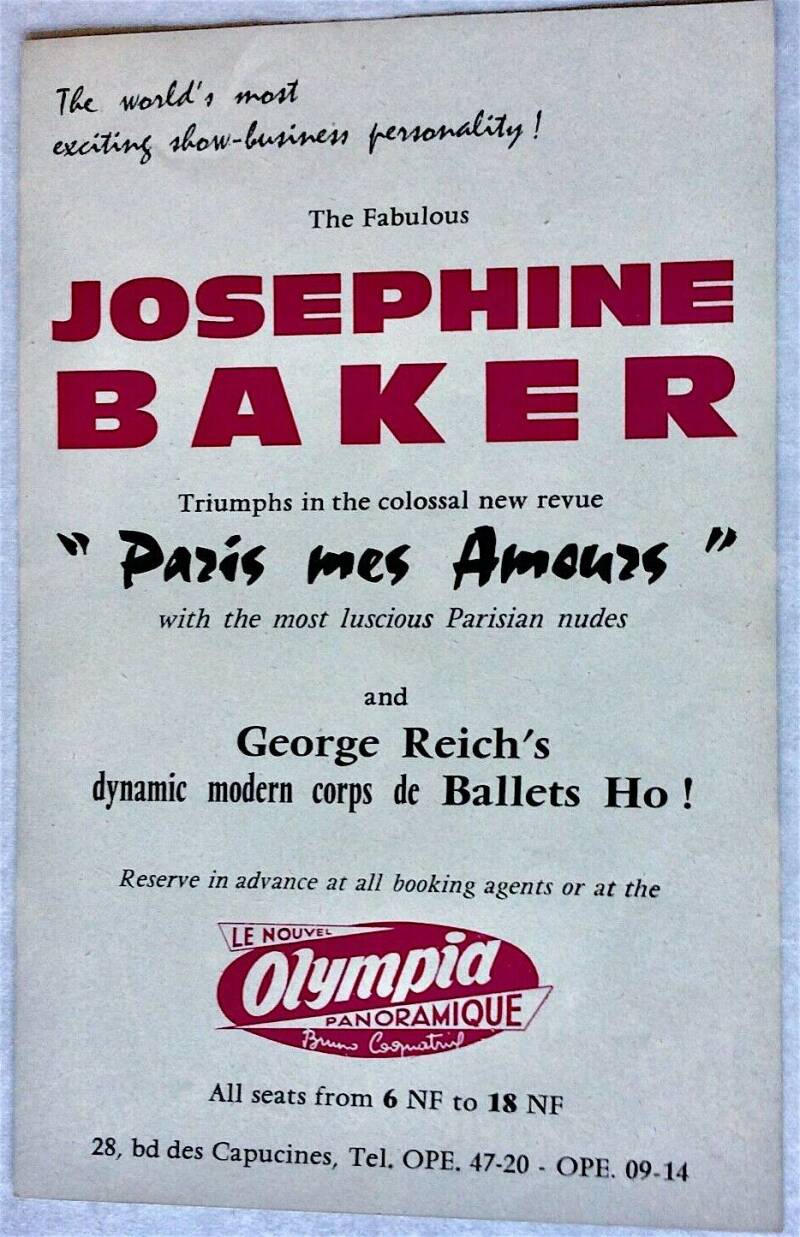 The world's most
exciting show-business personality !
The Fabulous
JOSEPHINE
BAKER
Triumphs in the colossal new revue
" Paris mes Amours "
with the most luscious Parisian nudes
and
George Reich's
dynamic modern corps de Ballets Ho !
Reserve in advance at all booking agents or at the
LE NOUVEL
Olympia
PANORAMIQUE
Bruno Coquatrix
All seats from 6 NF to 18 NF
28, bd des Capucines, Tel. OPE. 47-20 - OPE. 09-14